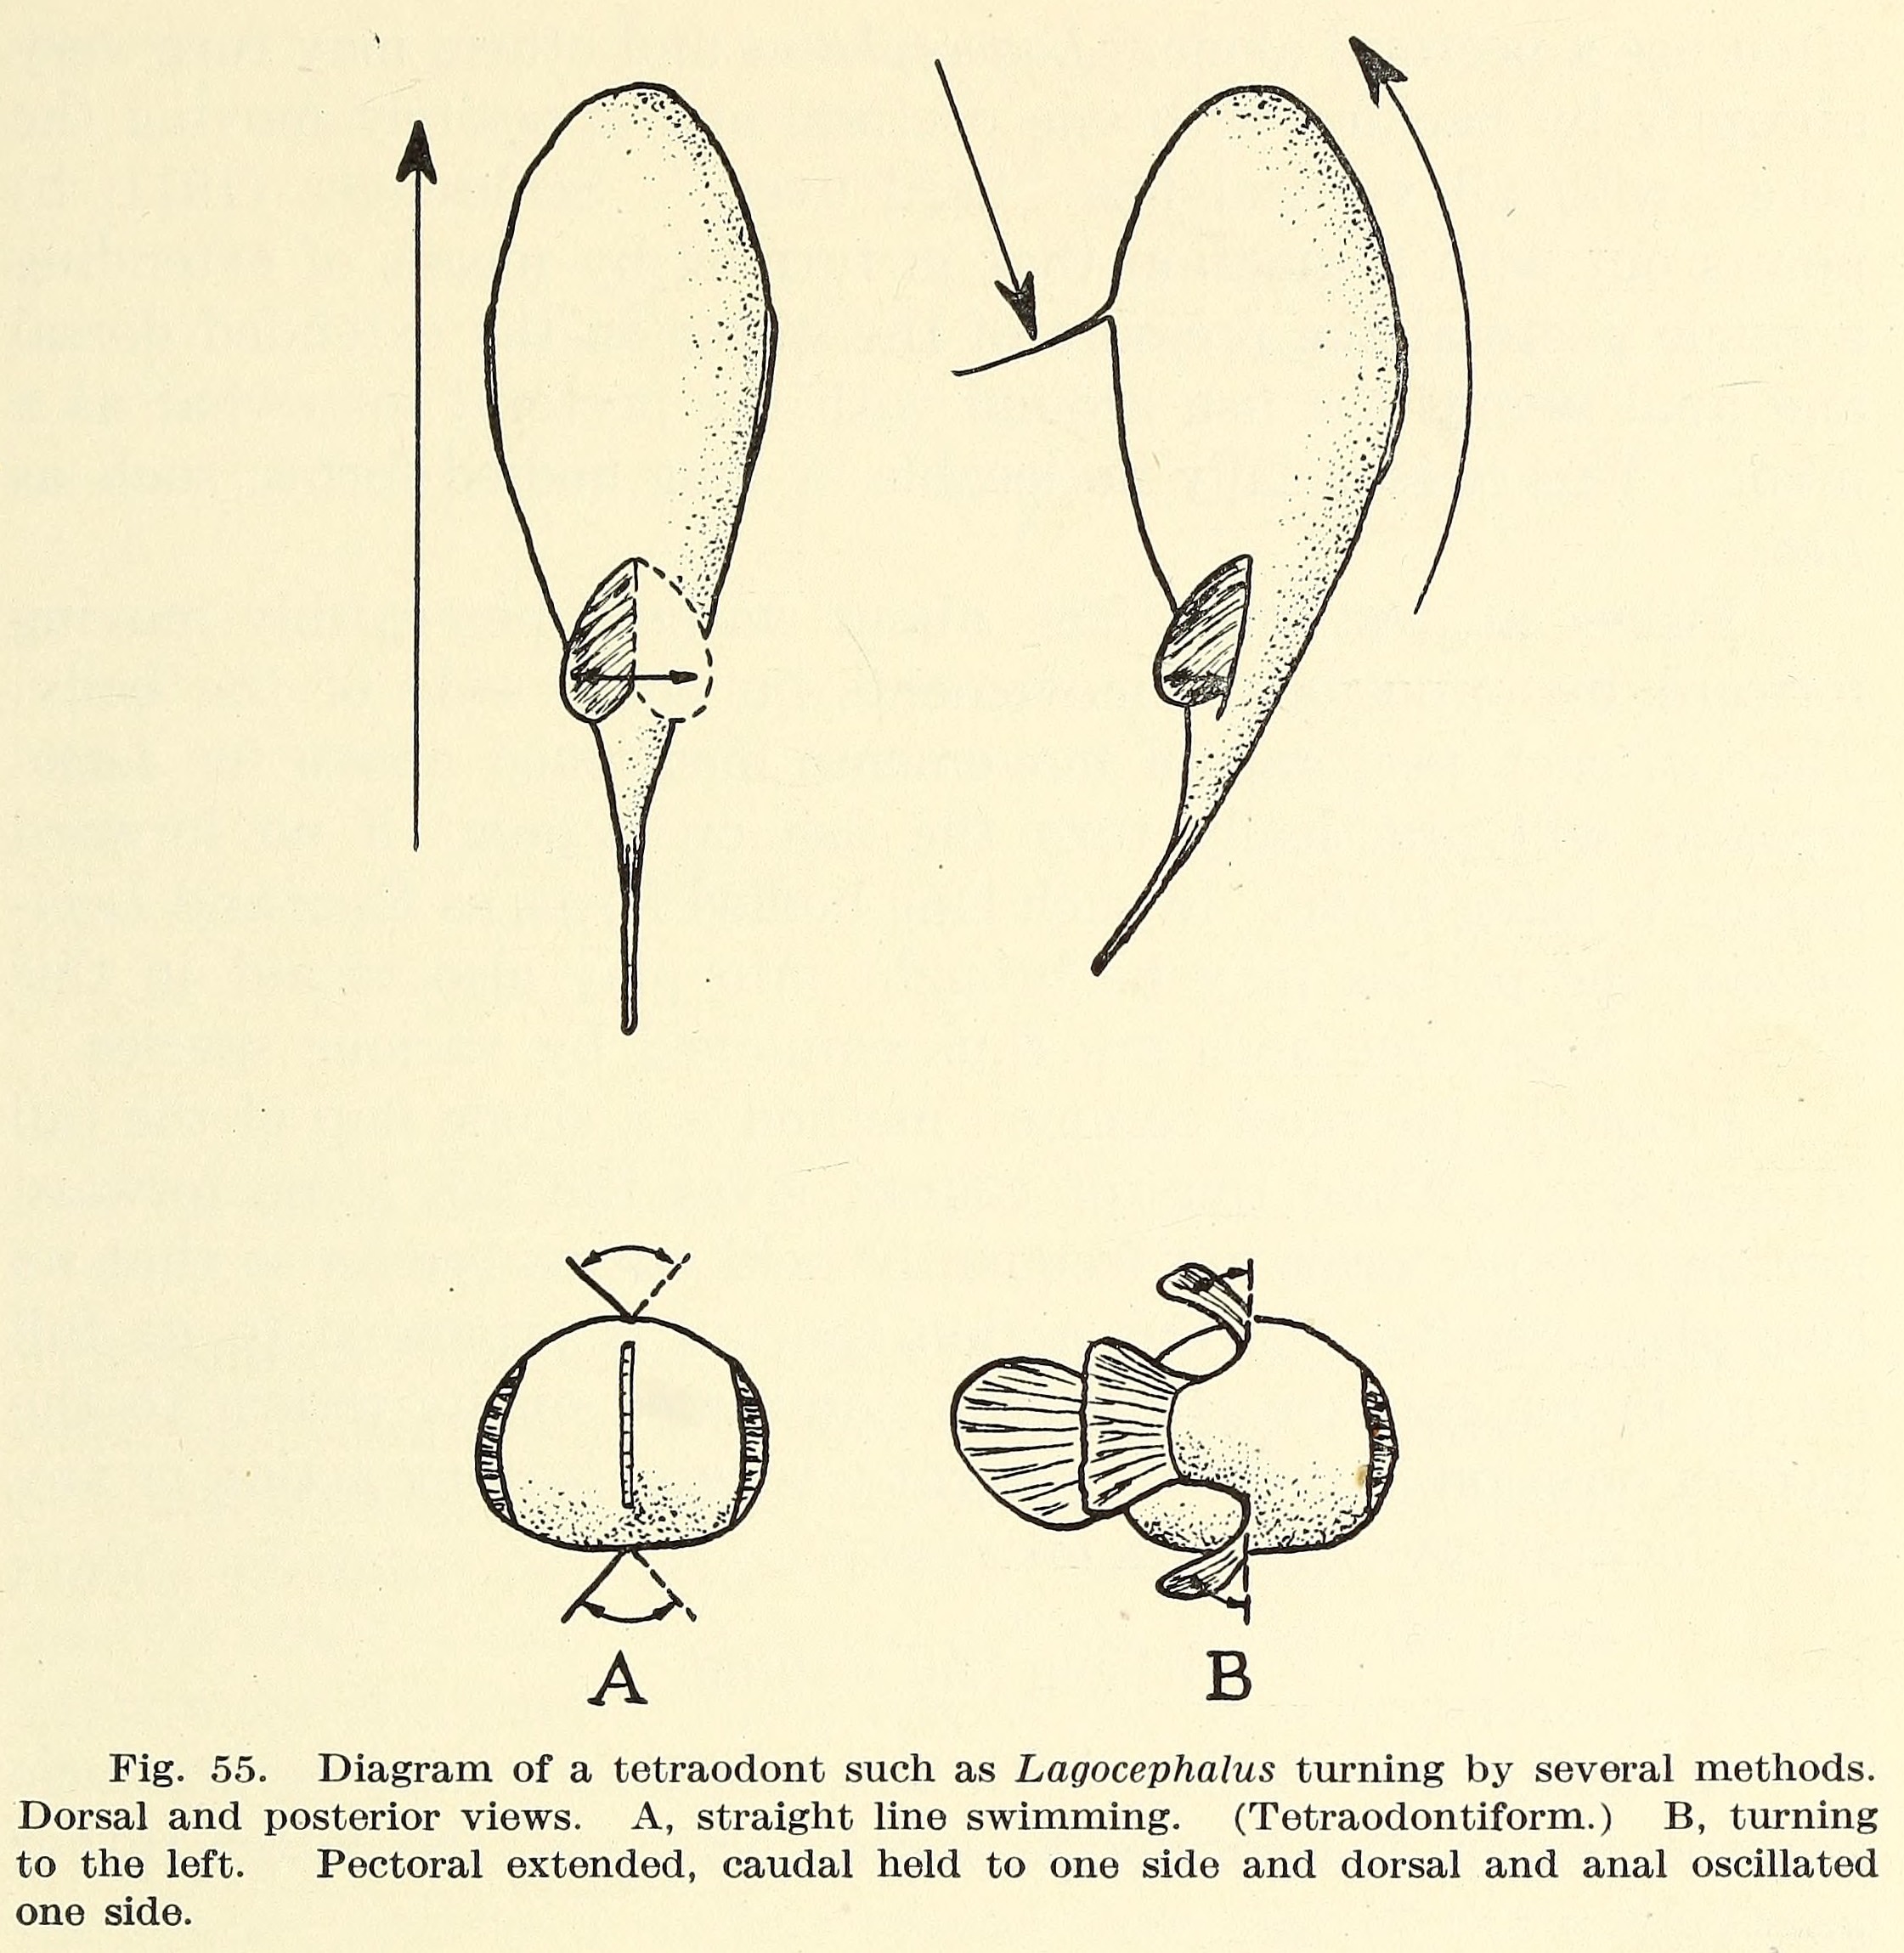 A
B
Fig. 55. Diagram of a tetraodont such as Lagocephalus turning by several methods.
Dorsal and posterior views. A, straight line swimming. (Tetraodontiform.) B, turning
to the left. Pectoral extended, caudal held to one side and dorsal and anal oscillated
one side.